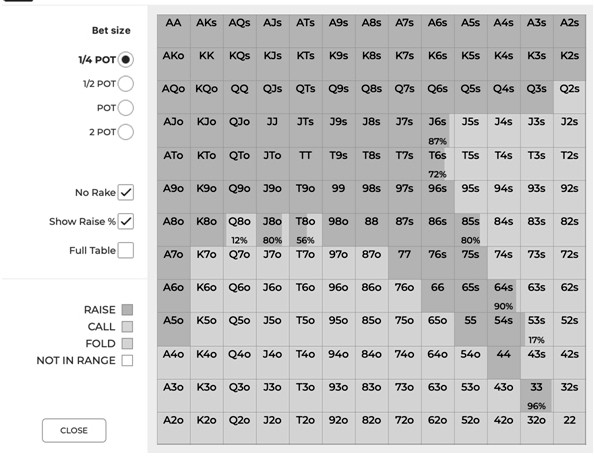 Bet size
1/4 POT
1/2 POT
POT
2 POT
No Rake
Show Raise %
Full Table
RAISE
CALL
FOLD
NOT IN RANGE
CLOSE
AA AKs AQs AJs ATs A9s A8s A7s A6s A5s A4s A3s A2s
AKo KK KQs KJs KTs K9s K8s K7s K6s K5s K4s K3s K2s
AQo KQo QQ QJs QTs Q9s Q8s Q7s Q6s Q5s Q4s Q3s Q2s
AJo KJo QJo JJ JTs J9s J8s J7s J6s J5s J4s J3s J2s
87%
ATo KTo QTo JTo TT T9s T8s T7s T6s T5s T4s T3s T2s
72%
A9o K9o Q9o J9o T9o 99 98s 97s 96s 95s 94s 93s 92s
A8o K8o Q8o J8o T8o 98o 88 87s 86s 85s 84s 83s 82s
12% 80% 56% 80%
A7o K7o Q7o J7o T7o 97o 87o 77 76s 75s 74s 73s 72s
A6o K6o Q6o J6o T6o 96o 86o 76o 66 65s 64s 63s 62s
90%
A5o K5o Q5o J5o T5o 95o 85o 75o 65o 55 54s 53s 52s
17%
A4o K4o Q4o J4o T4o 94o 84o 74o 64o 54o 44 43s 42s
A3o K3o Q3o J3o T3o 93o 83o 73o 63o 53o 43o 33 32s
96%
A2o K2o Q2o J2o T2o 92o 82o 72o 62o 52o 42o 32o 22